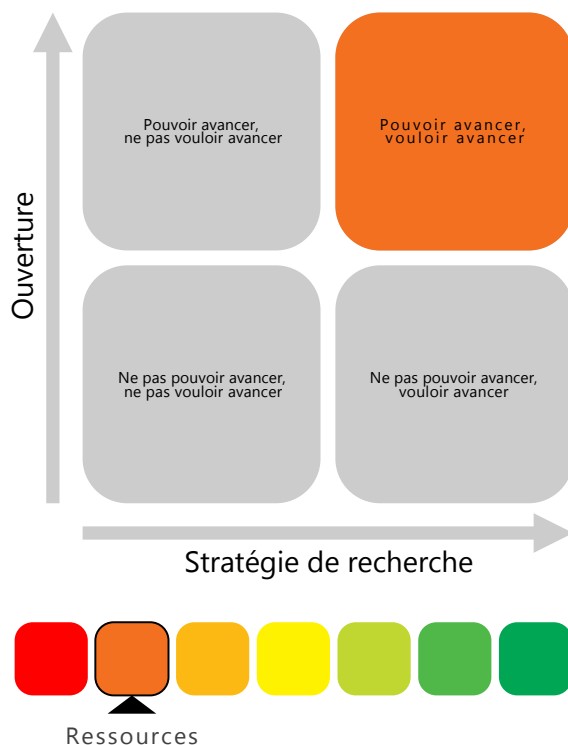 Ouverture
Pouvoir avancer,
ne pas vouloir avancer
Pouvoir avancer,
vouloir avancer
Ne pas pouvoir avancer,
ne pas vouloir avancer
Ne pas pouvoir avancer,
vouloir avancer
Stratégie de recherche
Ressources